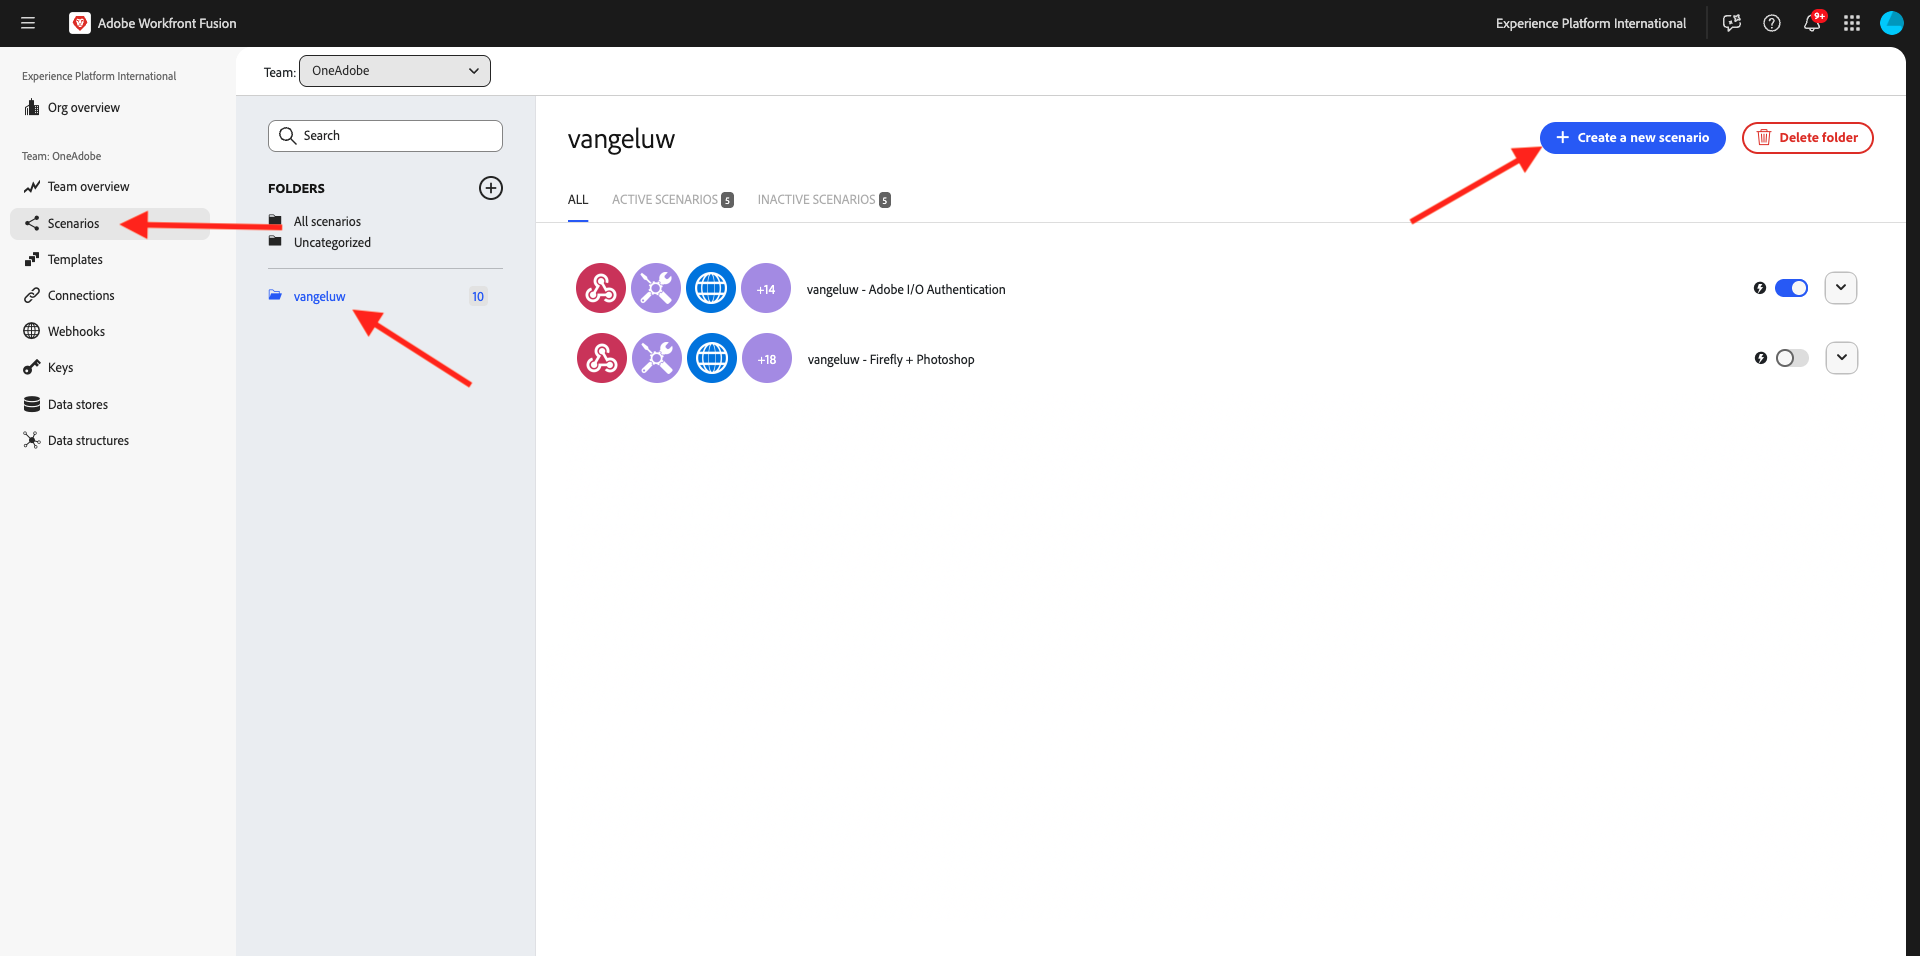 Adobe Workfront Fusion
Experience Platform International
9+
Experience Platform International
Org overview
Team: OneAdobe
Team overview
Scenarios
Templates
Connections
Webhooks
Keys
Data stores
Data structures
Team: OneAdobe
Search
FOLDERS
All scenarios
Uncategorized
vangeluw 10
vangeluw
Create a new scenario
Delete folder
ALL ACTIVE SCENARIOS 5 INACTIVE SCENARIOS 5
+14 vangeluw - Adobe I/O Authentication
+18 vangeluw - Firefly + Photoshop